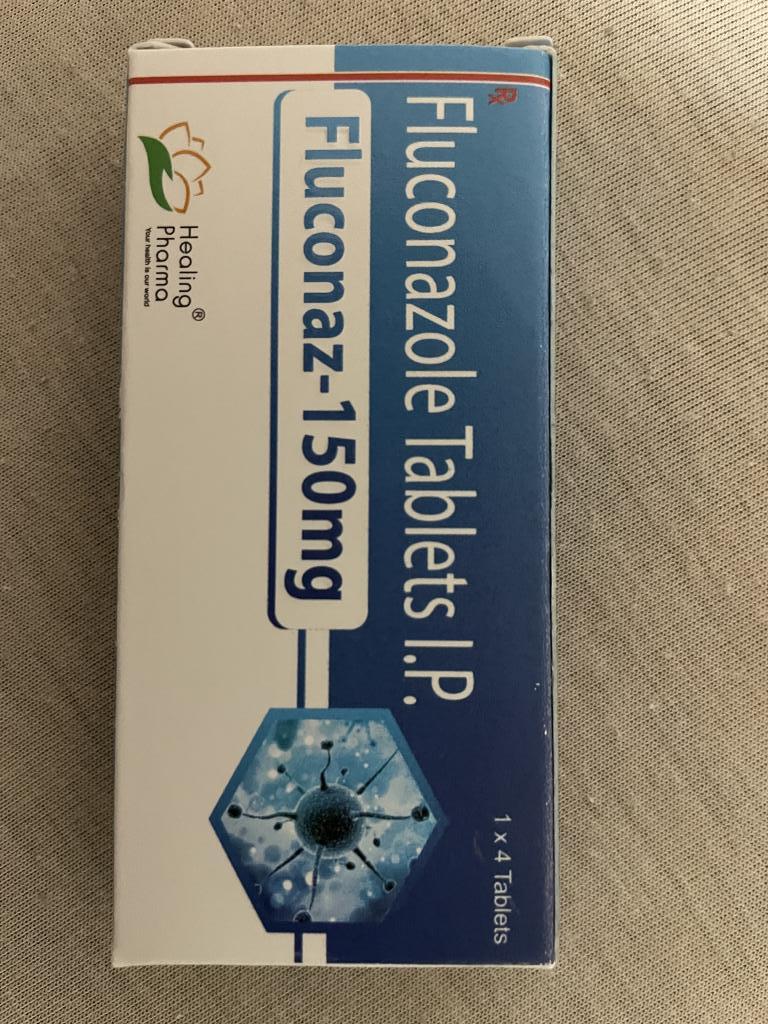 Rx
Fluconazole Tablets I.P.
1 x 4 Tablets
Fluconaz-150mg
Healing®
Pharma
Your health is our world